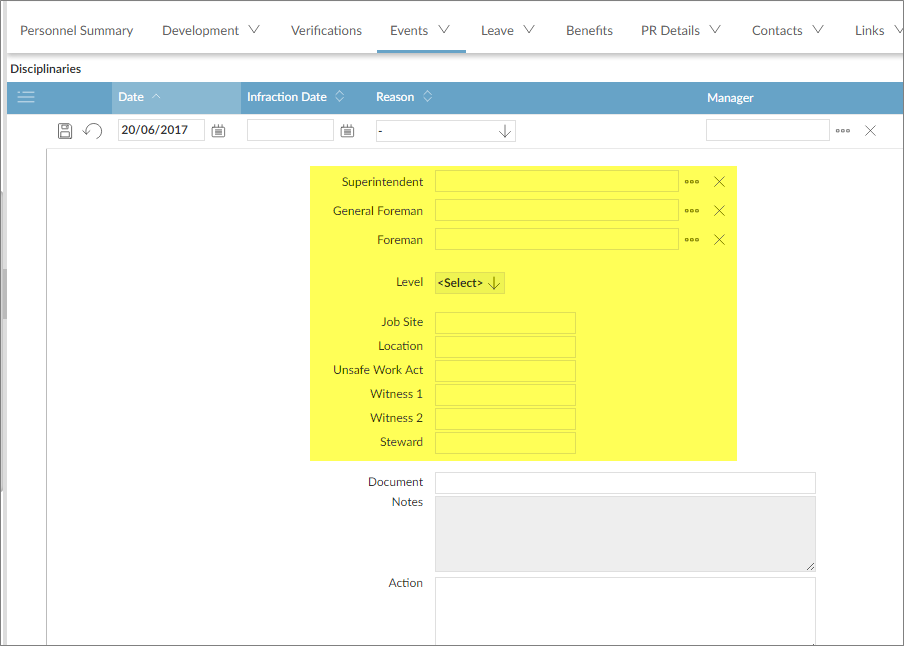 Personnel Summary Development Verifications Events Leave Benefits PR Details Contacts Links
Disciplinaries
Date Infraction Date Reason Manager
20/06/2017 -
Superintendent
General Foreman
Foreman
Level <Select>
Job Site
Location
Unsafe Work Act
Witness 1
Witness 2
Steward
Document
Notes
Action